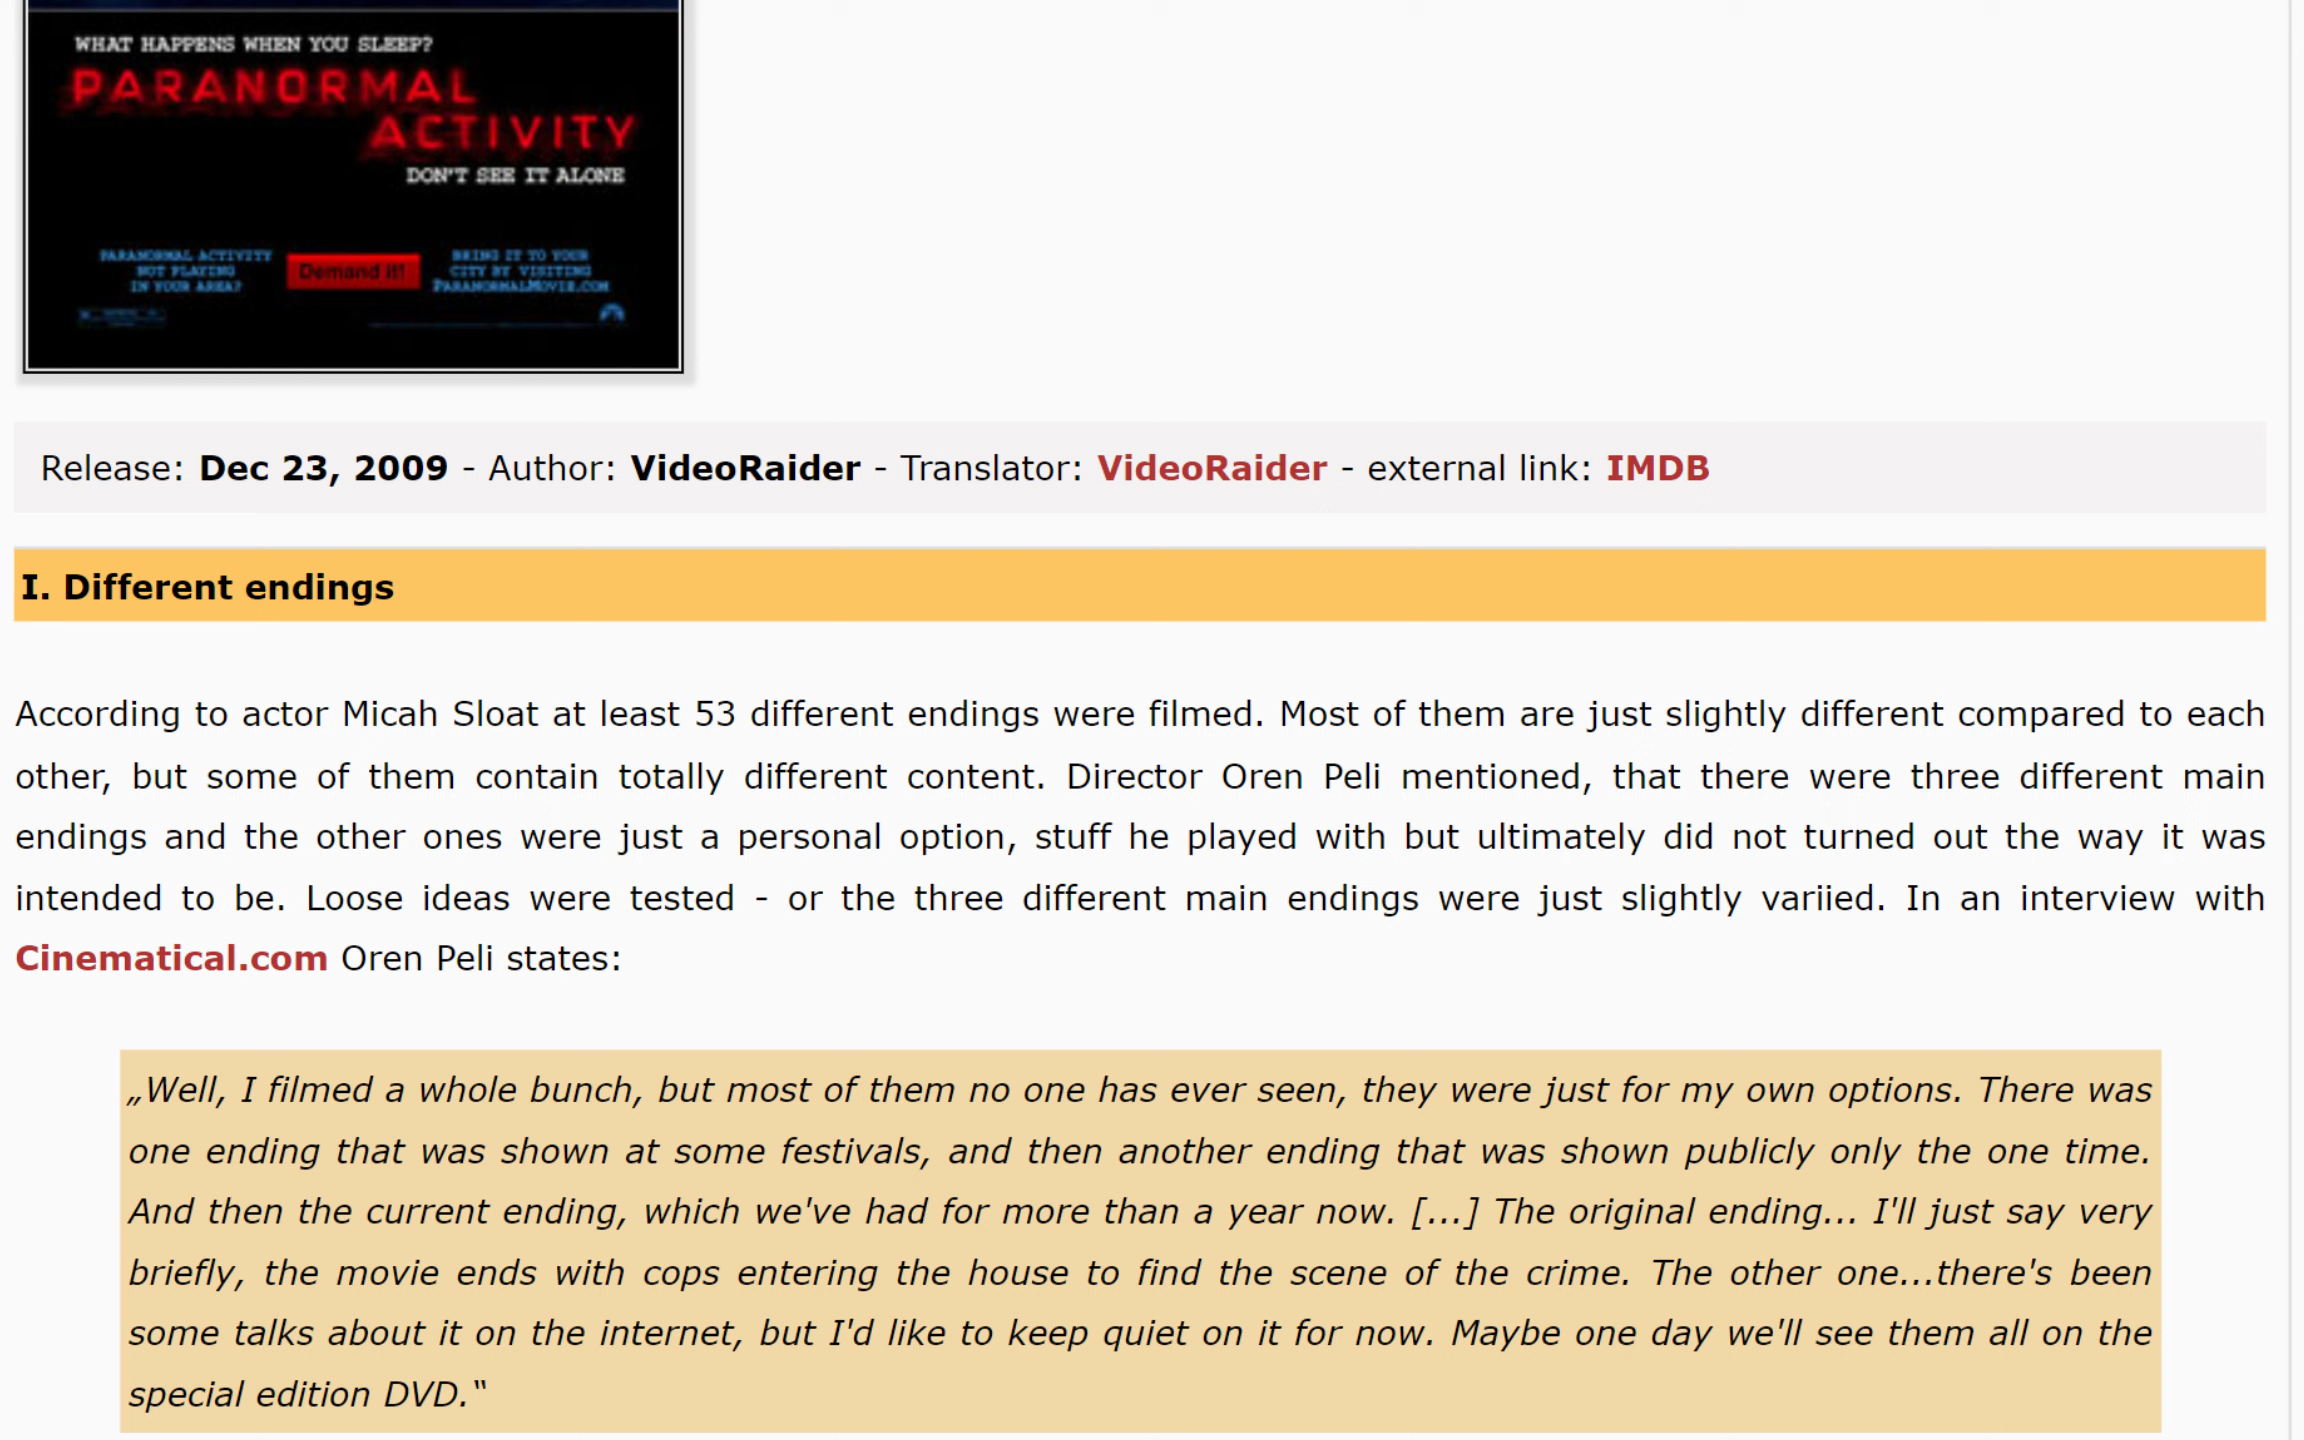 WHAT HAPPENS WHEN YOU SLEEP?
PARANORMAL
ACTIVITY
DON'T SEE IT ALONE
PARANORMAL ACTIVITY
NOT PLAYING
IN YOUR AREA?
Demand it!
BRING IT TO YOUR
CITY BY VISITING
PARANORMALMOVIE.COM
Release: Dec 23, 2009 - Author: VideoRaider - Translator: VideoRaider - external link: IMDB
I. Different endings
According to actor Micah Sloat at least 53 different endings were filmed. Most of them are just slightly different compared to each
other, but some of them contain totally different content. Director Oren Peli mentioned, that there were three different main
endings and the other ones were just a personal option, stuff he played with but ultimately did not turned out the way it was
intended to be. Loose ideas were tested - or the three different main endings were just slightly variied. In an interview with
Cinematical.com Oren Peli states:
„Well, I filmed a whole bunch, but most of them no one has ever seen, they were just for my own options. There was
one ending that was shown at some festivals, and then another ending that was shown publicly only the one time.
And then the current ending, which we've had for more than a year now. [...] The original ending... I'll just say very
briefly, the movie ends with cops entering the house to find the scene of the crime. The other one...there's been
some talks about it on the internet, but I'd like to keep quiet on it for now. Maybe one day we'll see them all on the
special edition DVD.‟